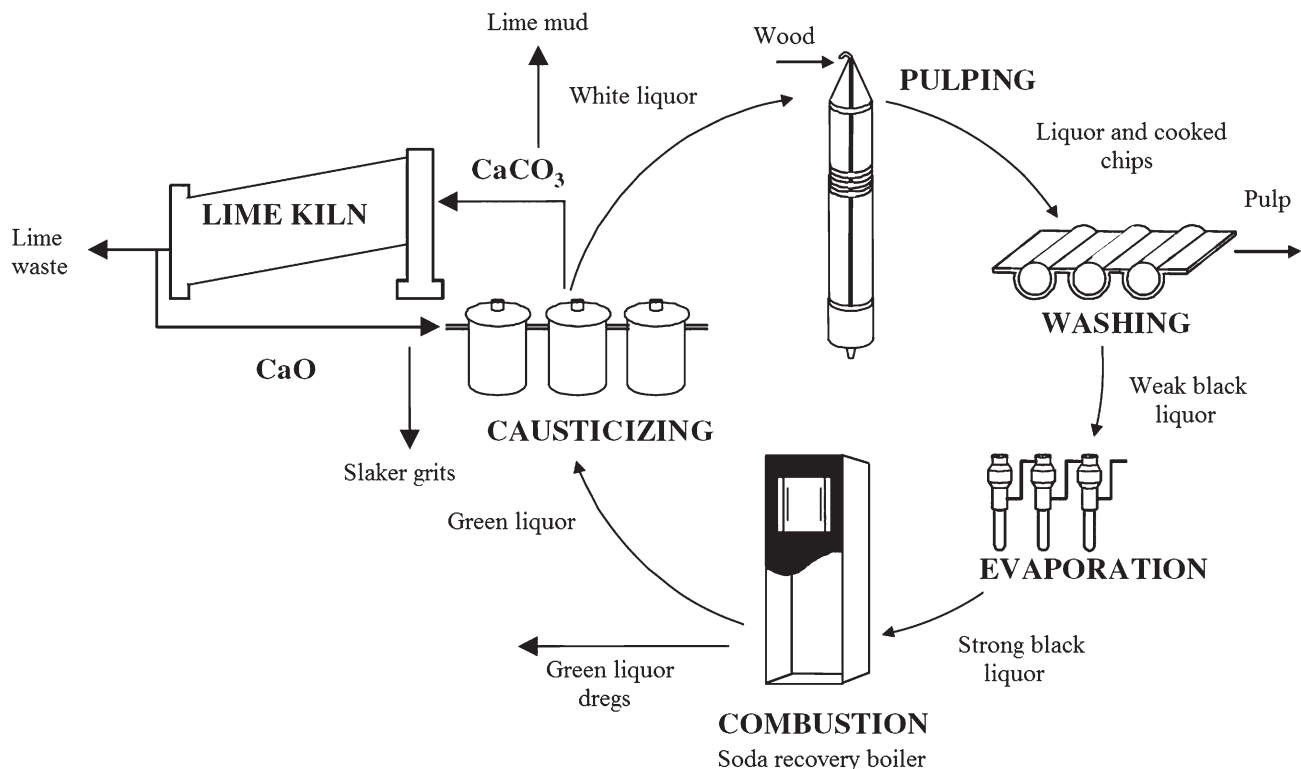 Lime mud
Wood
PULPING
White liquor
Liquor and cooked
chips
CaCO₃
LIME KILN
Pulp
Lime
waste
WASHING
CaO
Weak black
liquor
CAUSTICIZING
Slaker grits
Green liquor
EVAPORATION
Strong black
liquor
Green liquor
dregs
COMBUSTION
Soda recovery boiler